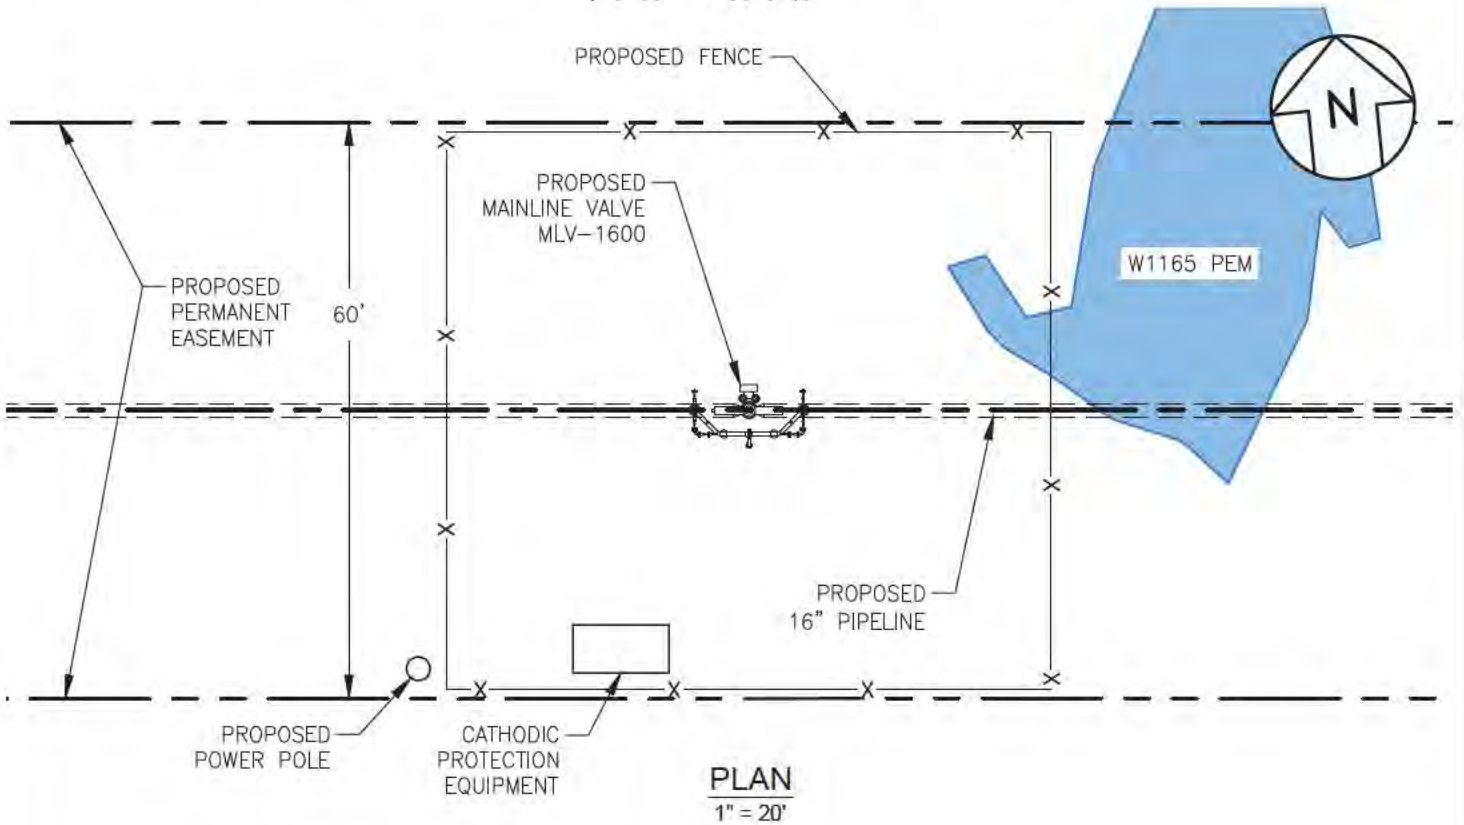 PROPOSED FENCE
N
PROPOSED
MAINLINE VALVE
MLV-1600
W1165 PEM
PROPOSED
PERMANENT
EASEMENT
60'
PROPOSED
16" PIPELINE
PROPOSED
POWER POLE
CATHODIC
PROTECTION
EQUIPMENT
PLAN
1" = 20'